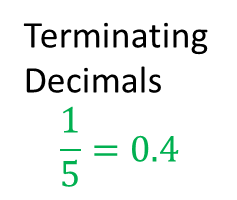 Terminating
Decimals
1/5 = 0.4